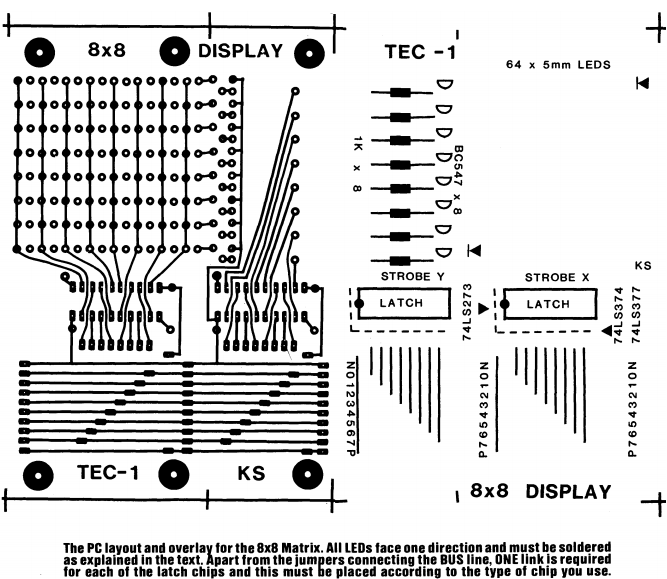 8x8 DISPLAY
TEC-1
KS
TEC -1
64 x 5mm LEDS
1K x 8
BC547 x 8
KS
STROBE Y
LATCH
74LS273
STROBE X
LATCH
74LS374
74LS377
N01234567P
P76543210N
P76543210N
8x8 DISPLAY
The PC layout and overlay for the 8x8 Matrix. All LEDs face one direction and must be soldered
as explained in the text. Apart from the jumpers connecting the BUS line, ONE link is required
for each of the latch chips and this must be placed according to the type of chip you use.